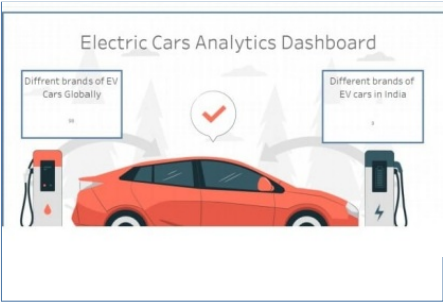 Electric Cars Analytics Dashboard
Diffrent brands of EV
Cars Globally
Different brands of
EV cars in India